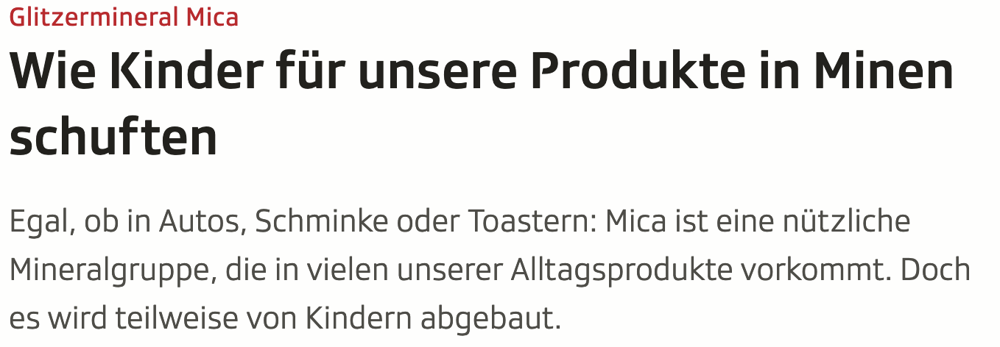 Glitzermineral Mica
Wie Kinder für unsere Produkte in Minen
schuften
Egal, ob in Autos, Schminke oder Toastern: Mica ist eine nützliche
Mineralgruppe, die in vielen unserer Alltagsprodukte vorkommt. Doch
es wird teilweise von Kindern abgebaut.